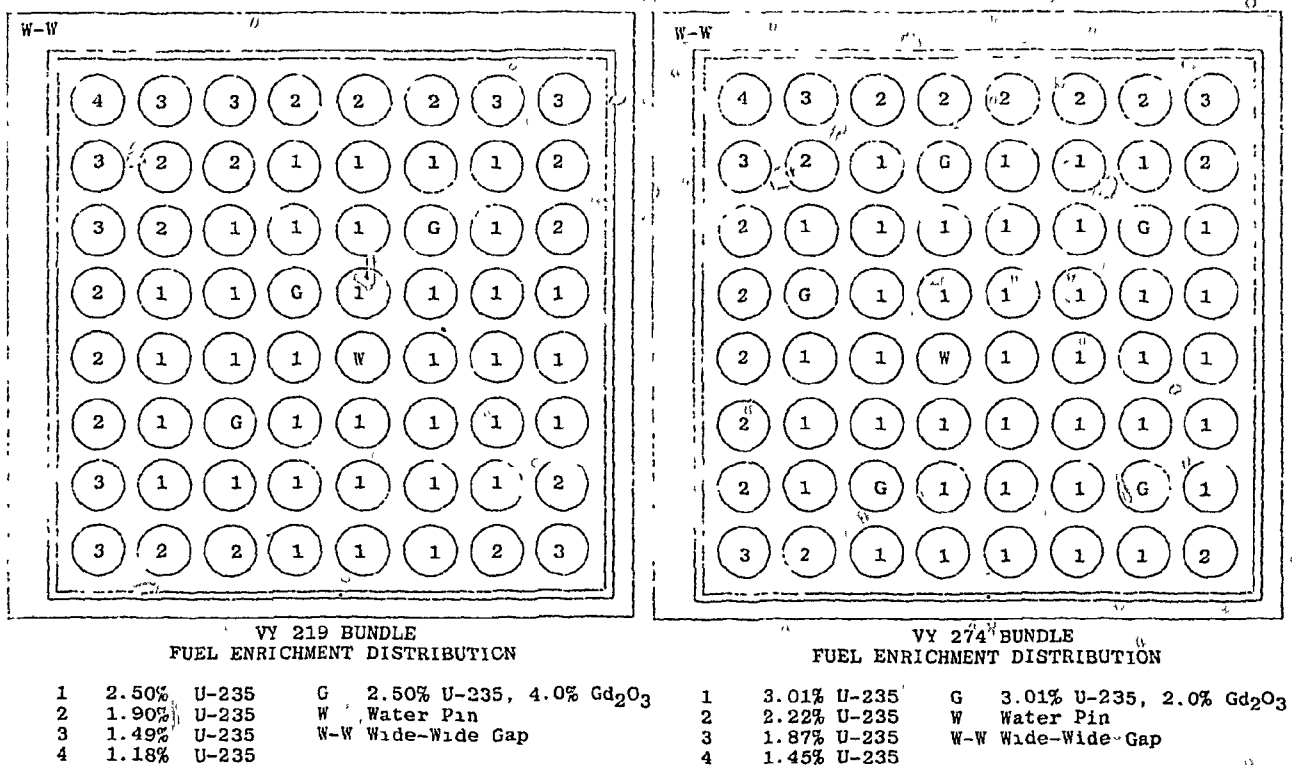 W-W
4 3 3 2 2 2 3 3
3 2 2 1 1 1 1 2
3 2 1 1 1 G 1 2
2 1 1 G 1 1 1 1
2 1 1 1 W 1 1 1
2 1 G 1 1 1 1 1
3 1 1 1 1 1 1 2
3 2 2 1 1 1 2 3
VY 219 BUNDLE
FUEL ENRICHMENT DISTRIBUTION
1 2.50% U-235 G 2.50% U-235, 4.0% Gd2O3
2 1.90% U-235 W Water Pin
3 1.49% U-235 W-W Wide-Wide Gap
4 1.18% U-235
W-W
4 3 2 2 2 2 2 3
3 2 1 G 1 1 1 2
2 1 1 1 1 1 G 1
2 G 1 1 1 1 1 1
2 1 1 W 1 1 1 1
2 1 1 1 1 1 1 1
2 1 G 1 1 1 G 1
3 2 1 1 1 1 1 2
VY 274 BUNDLE
FUEL ENRICHMENT DISTRIBUTION
1 3.01% U-235 G 3.01% U-235, 2.0% Gd2O3
2 2.22% U-235 W Water Pin
3 1.87% U-235 W-W Wide-Wide Gap
4 1.45% U-235